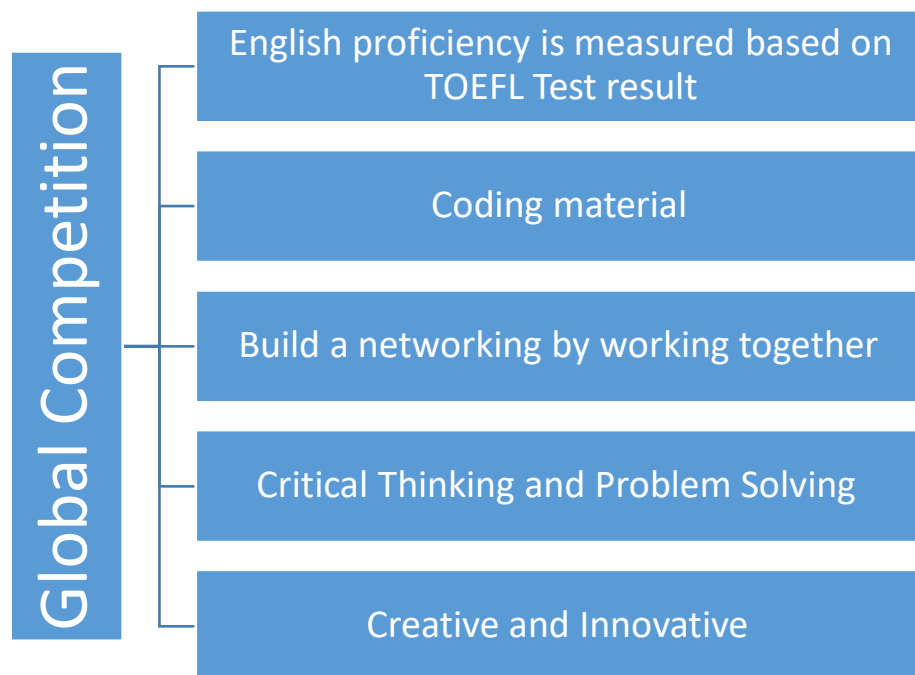 Global Competition
English proficiency is measured based on
TOEFL Test result
Coding material
Build a networking by working together
Critical Thinking and Problem Solving
Creative and Innovative